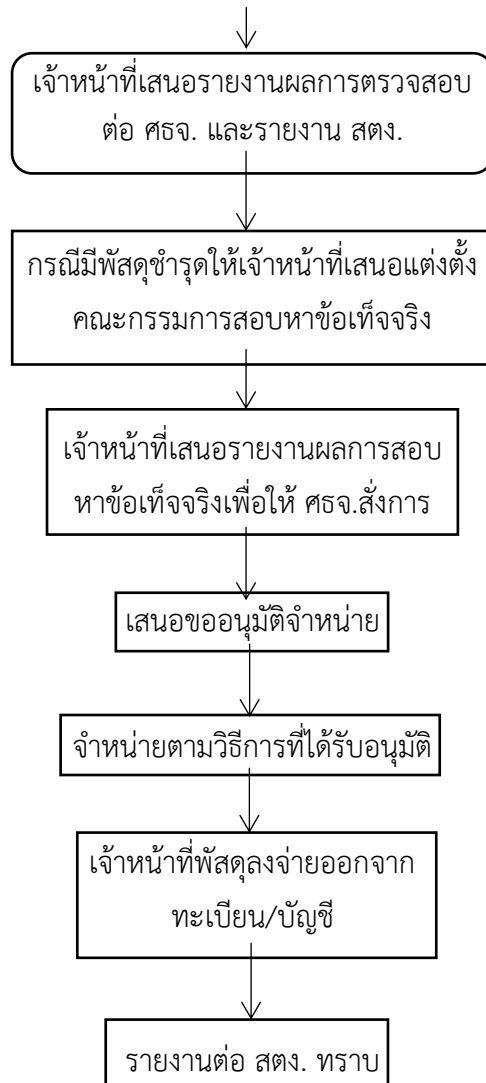 เจ้าหน้าที่เสนอรายงานผลการตรวจสอบ
ต่อ ศธจ. และรายงาน สตง.
กรณีมีพัสดุชำรุดให้เจ้าหน้าที่เสนอแต่งตั้ง
คณะกรรมการสอบหาข้อเท็จจริง
เจ้าหน้าที่เสนอรายงานผลการสอบ
หาข้อเท็จจริงเพื่อให้ ศธจ.สั่งการ
เสนอขออนุมัติจำหน่าย
จำหน่ายตามวิธีการที่ได้รับอนุมัติ
เจ้าหน้าที่พัสดุลงจ่ายออกจาก
ทะเบียน/บัญชี
รายงานต่อ สตง. ทราบ